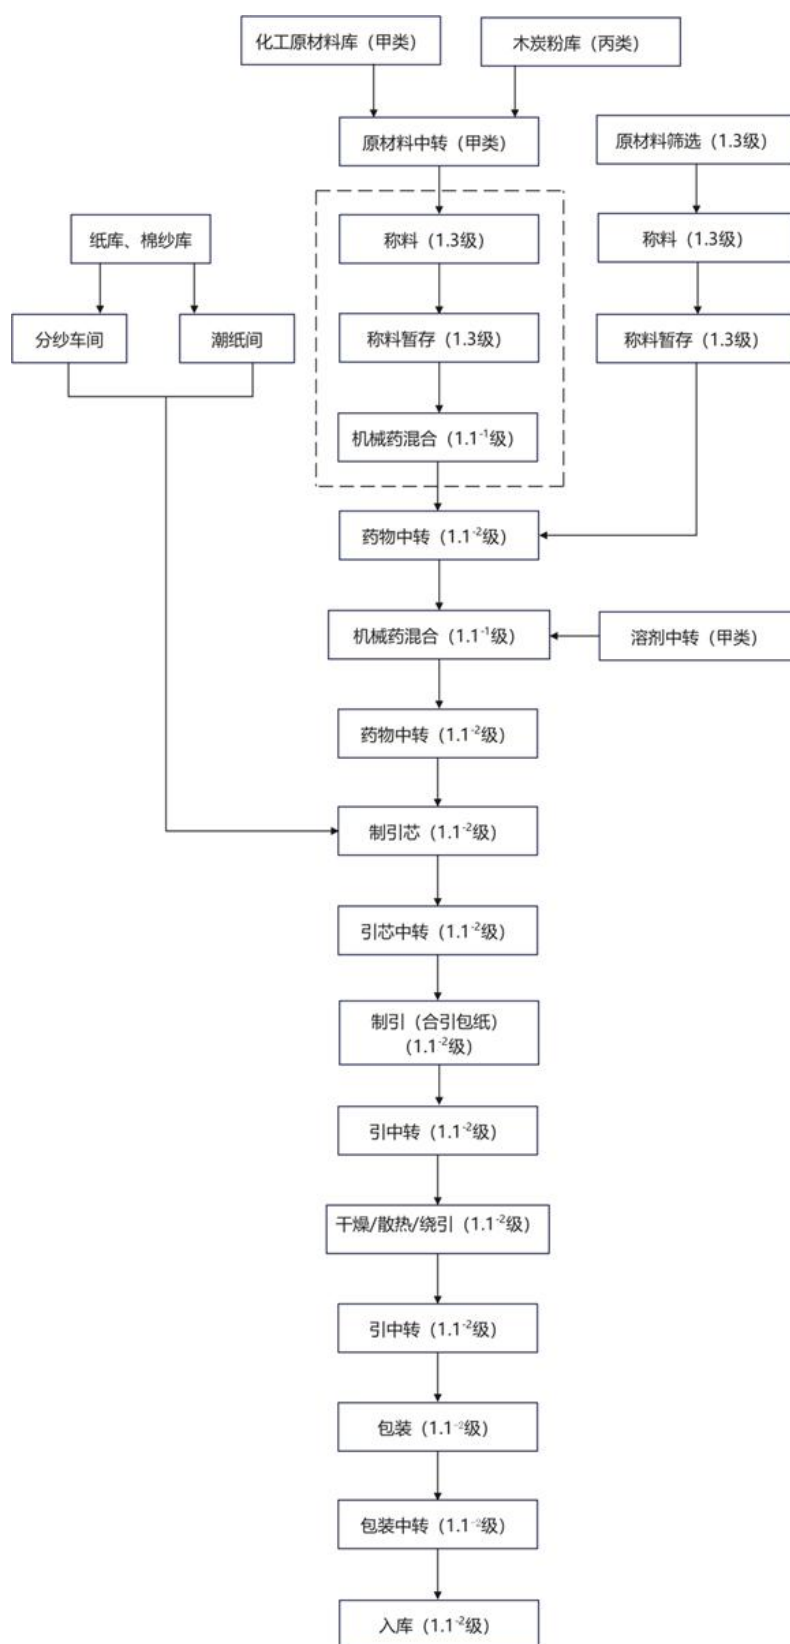 化工原材料库（甲类）
木炭粉库（丙类）
原材料中转（甲类）
原材料筛选（1.3级）
纸库、棉纱库
称料（1.3级）
称料（1.3级）
分纱车间
潮纸间
称料暂存（1.3级）
称料暂存（1.3级）
机械药混合（1.1⁻¹级）
药物中转（1.1⁻²级）
机械药混合（1.1⁻¹级）
溶剂中转（甲类）
药物中转（1.1⁻²级）
制引芯（1.1⁻²级）
引芯中转（1.1⁻²级）
制引（合引包纸）
（1.1⁻²级）
引中转（1.1⁻²级）
干燥/散热/绕引（1.1⁻²级）
引中转（1.1⁻²级）
包装（1.1⁻²级）
包装中转（1.1⁻²级）
入库（1.1⁻²级）